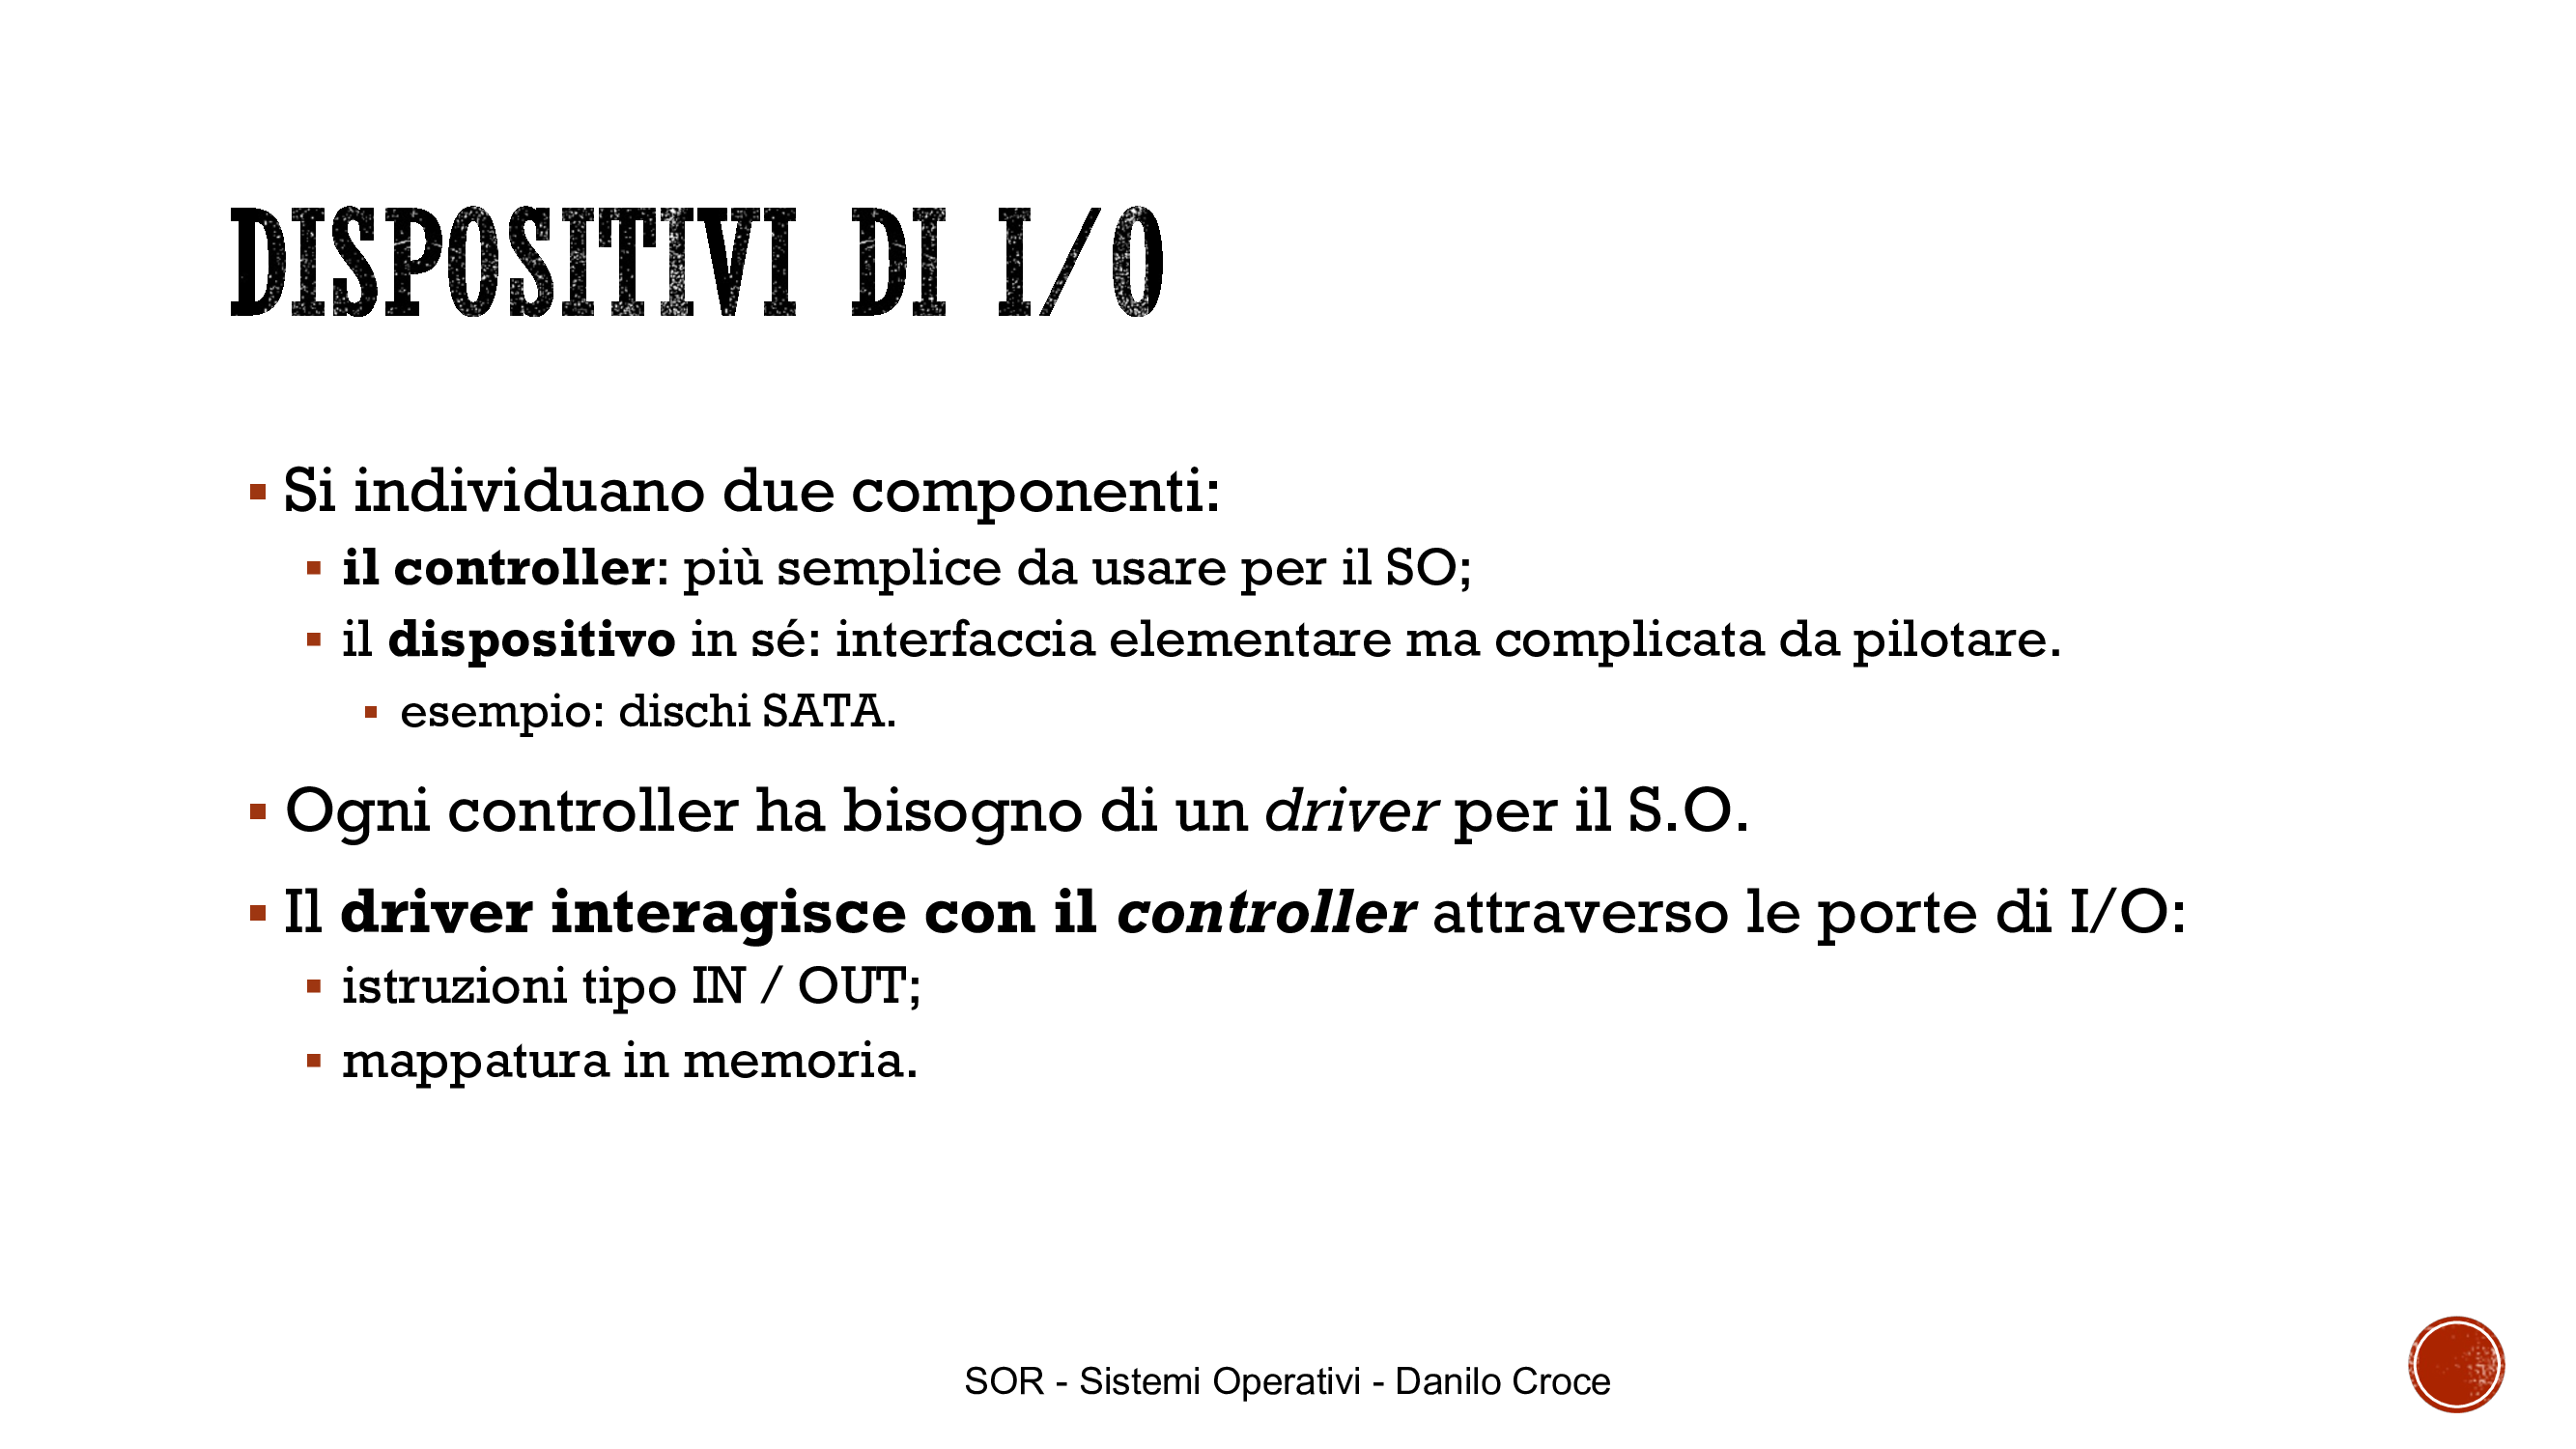 DISPOSITIVI DI I/O
▪ Si individuano due componenti:
▪ il controller: più semplice da usare per il SO;
▪ il dispositivo in sé: interfaccia elementare ma complicata da pilotare.
▪ esempio: dischi SATA.
▪ Ogni controller ha bisogno di un driver per il S.O.
▪ Il driver interagisce con il controller attraverso le porte di I/O:
▪ istruzioni tipo IN / OUT;
▪ mappatura in memoria.
SOR - Sistemi Operativi - Danilo Croce